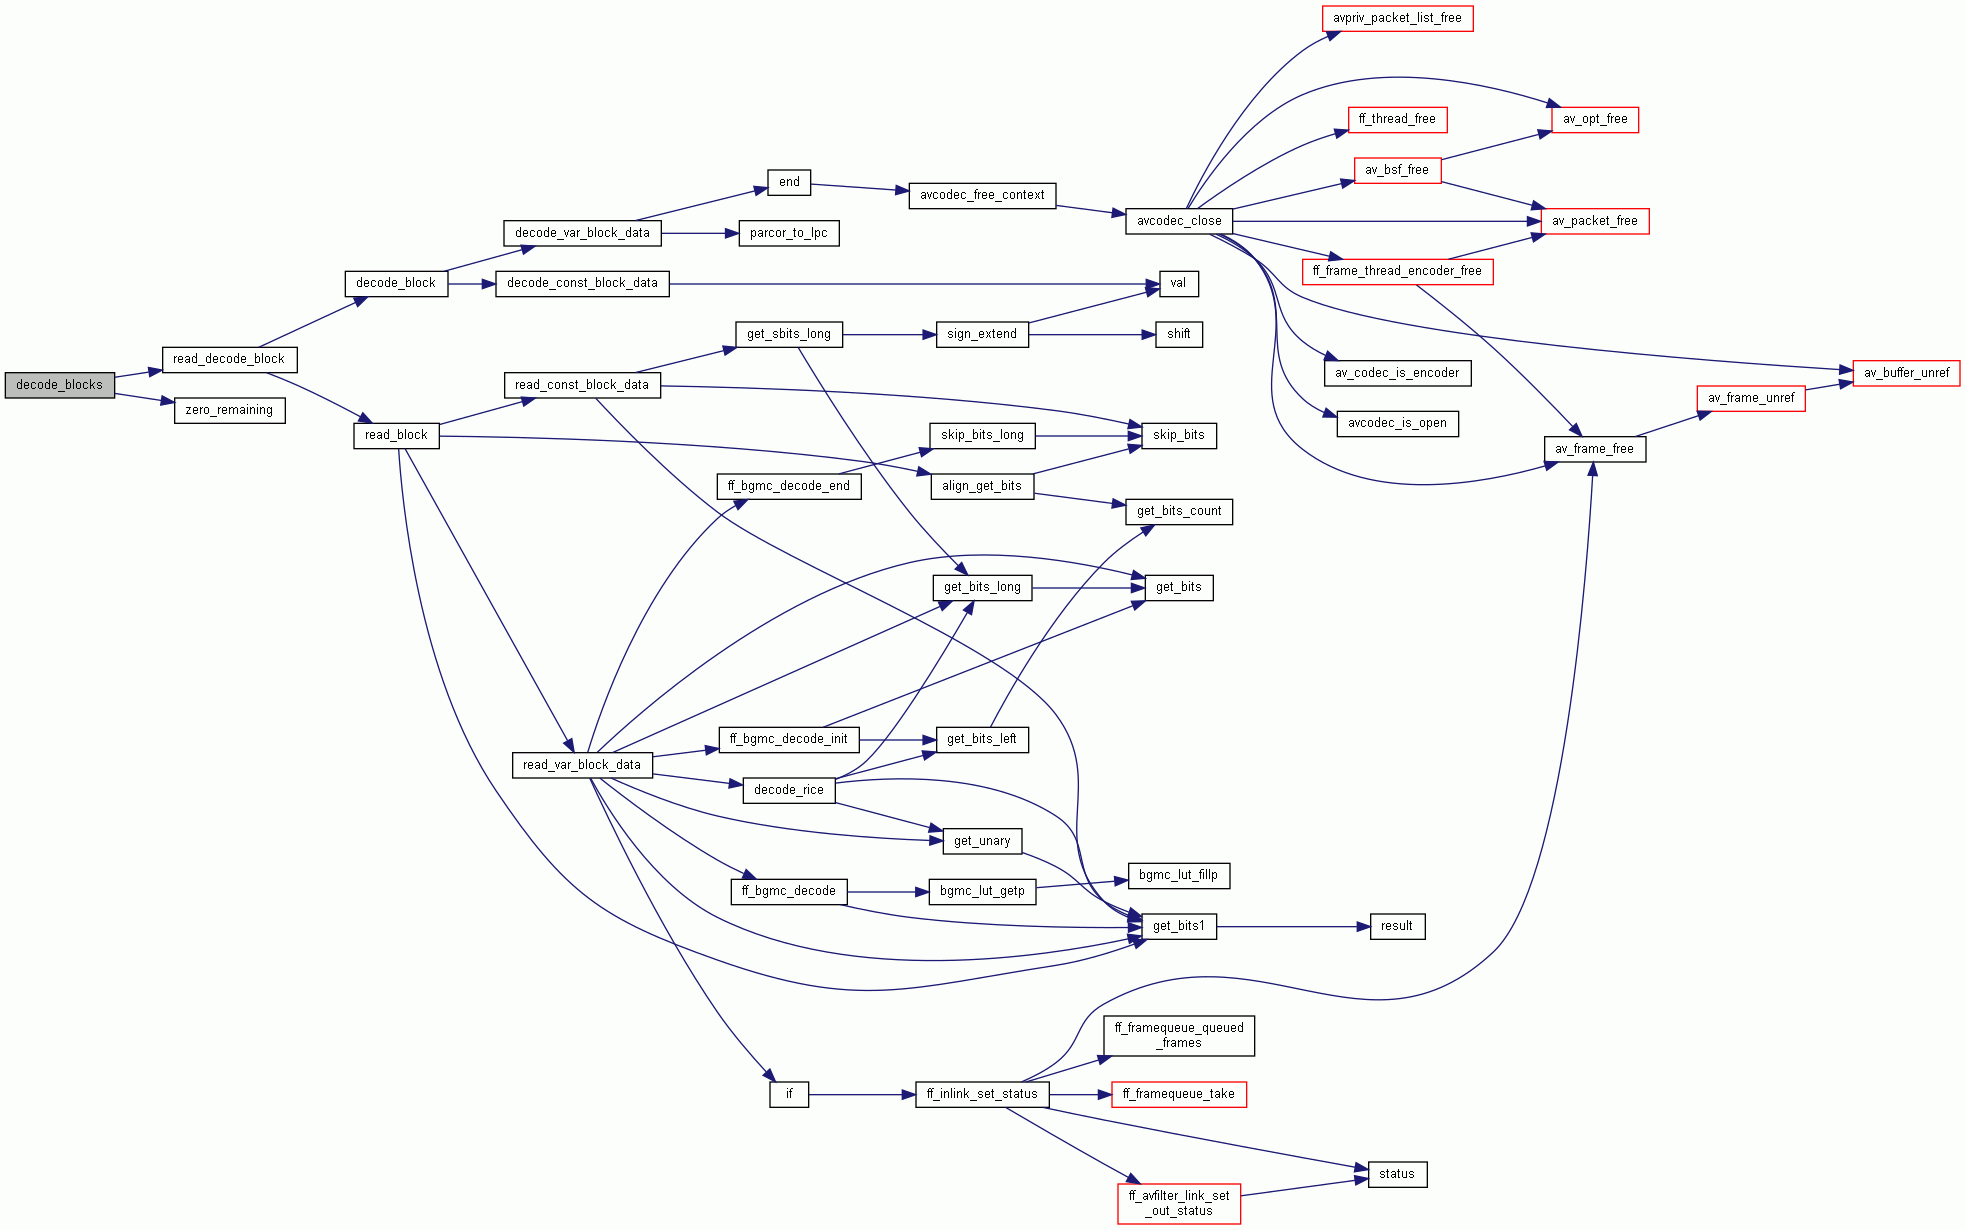 avpriv_packet_list_free
ff_thread_free
av_opt_free
av_bsf_free
end
avcodec_free_context
avcodec_close
av_packet_free
decode_var_block_data
parcor_to_lpc
ff_frame_thread_encoder_free
decode_block
decode_const_block_data
val
get_sbits_long
sign_extend
shift
read_decode_block
av_codec_is_encoder
av_buffer_unref
decode_blocks
read_const_block_data
av_frame_unref
zero_remaining
avcodec_is_open
read_block
skip_bits_long
skip_bits
av_frame_free
ff_bgmc_decode_end
align_get_bits
get_bits_count
get_bits_long
get_bits
ff_bgmc_decode_init
get_bits_left
read_var_block_data
decode_rice
get_unary
bgmc_lut_fillp
ff_bgmc_decode
bgmc_lut_getp
get_bits1
result
ff_framequeue_queued
_frames
if
ff_inlink_set_status
ff_framequeue_take
status
ff_avfilter_link_set
_out_status